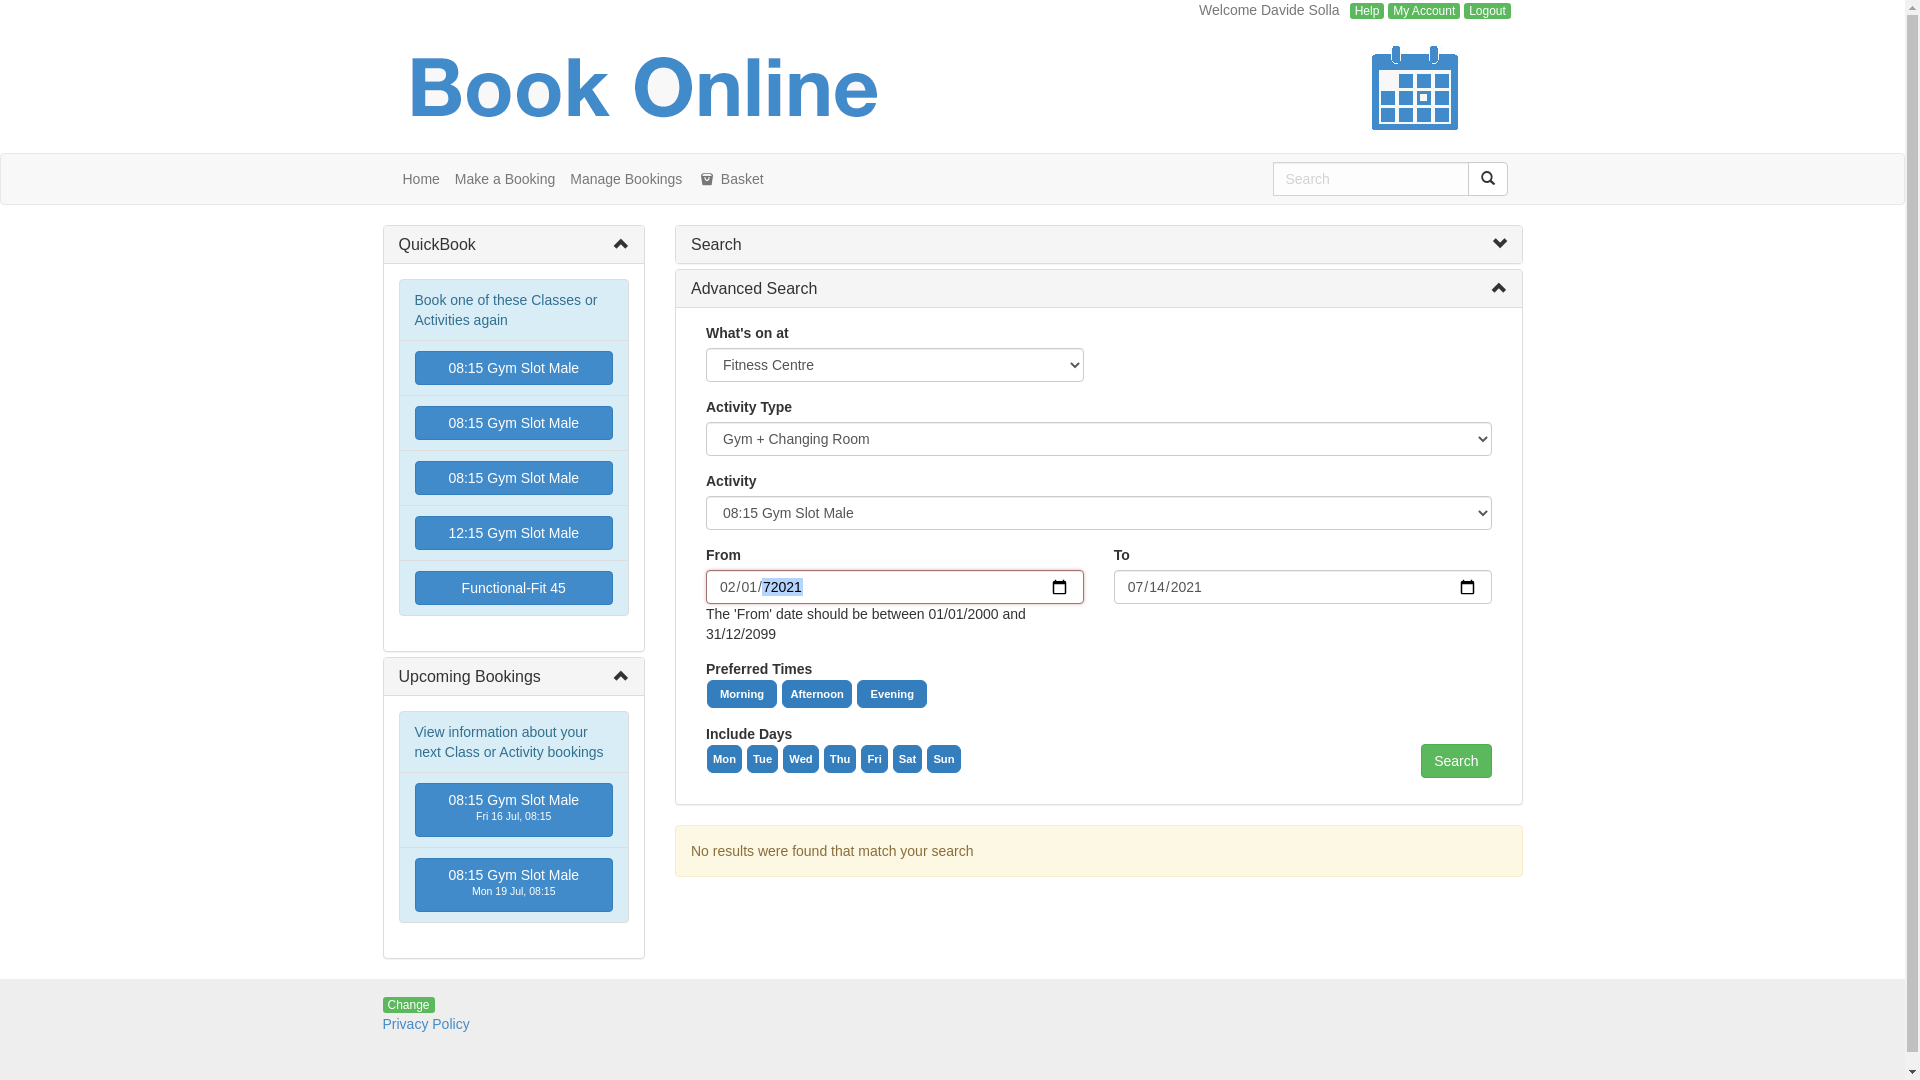 Welcome Davide Solla Help My Account Logout
Book Online
Home Make a Booking Manage Bookings Basket Search
QuickBook
Book one of these Classes or
Activities again
08:15 Gym Slot Male
08:15 Gym Slot Male
08:15 Gym Slot Male
12:15 Gym Slot Male
Functional-Fit 45
Upcoming Bookings
View information about your
next Class or Activity bookings
08:15 Gym Slot Male
Fri 16 Jul, 08:15
08:15 Gym Slot Male
Mon 19 Jul, 08:15
Search
Advanced Search
What's on at
Fitness Centre
Activity Type
Gym + Changing Room
Activity
08:15 Gym Slot Male
From To
02/01/72021 07/14/2021
The 'From' date should be between 01/01/2000 and
31/12/2099
Preferred Times
Morning Afternoon Evening
Include Days
Mon Tue Wed Thu Fri Sat Sun Search
No results were found that match your search
Change
Privacy Policy